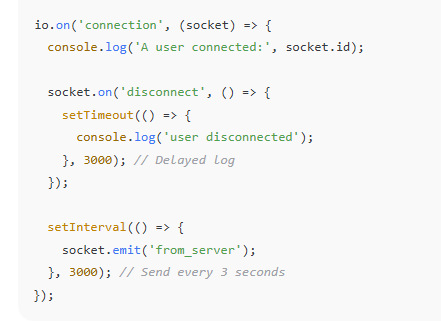 io.on('connection', (socket) => {
  console.log('A user connected:', socket.id);

  socket.on('disconnect', () => {
    setTimeout(() => {
      console.log('user disconnected');
    }, 3000); // Delayed log
  });

  setInterval(() => {
    socket.emit('from_server');
  }, 3000); // Send every 3 seconds
});